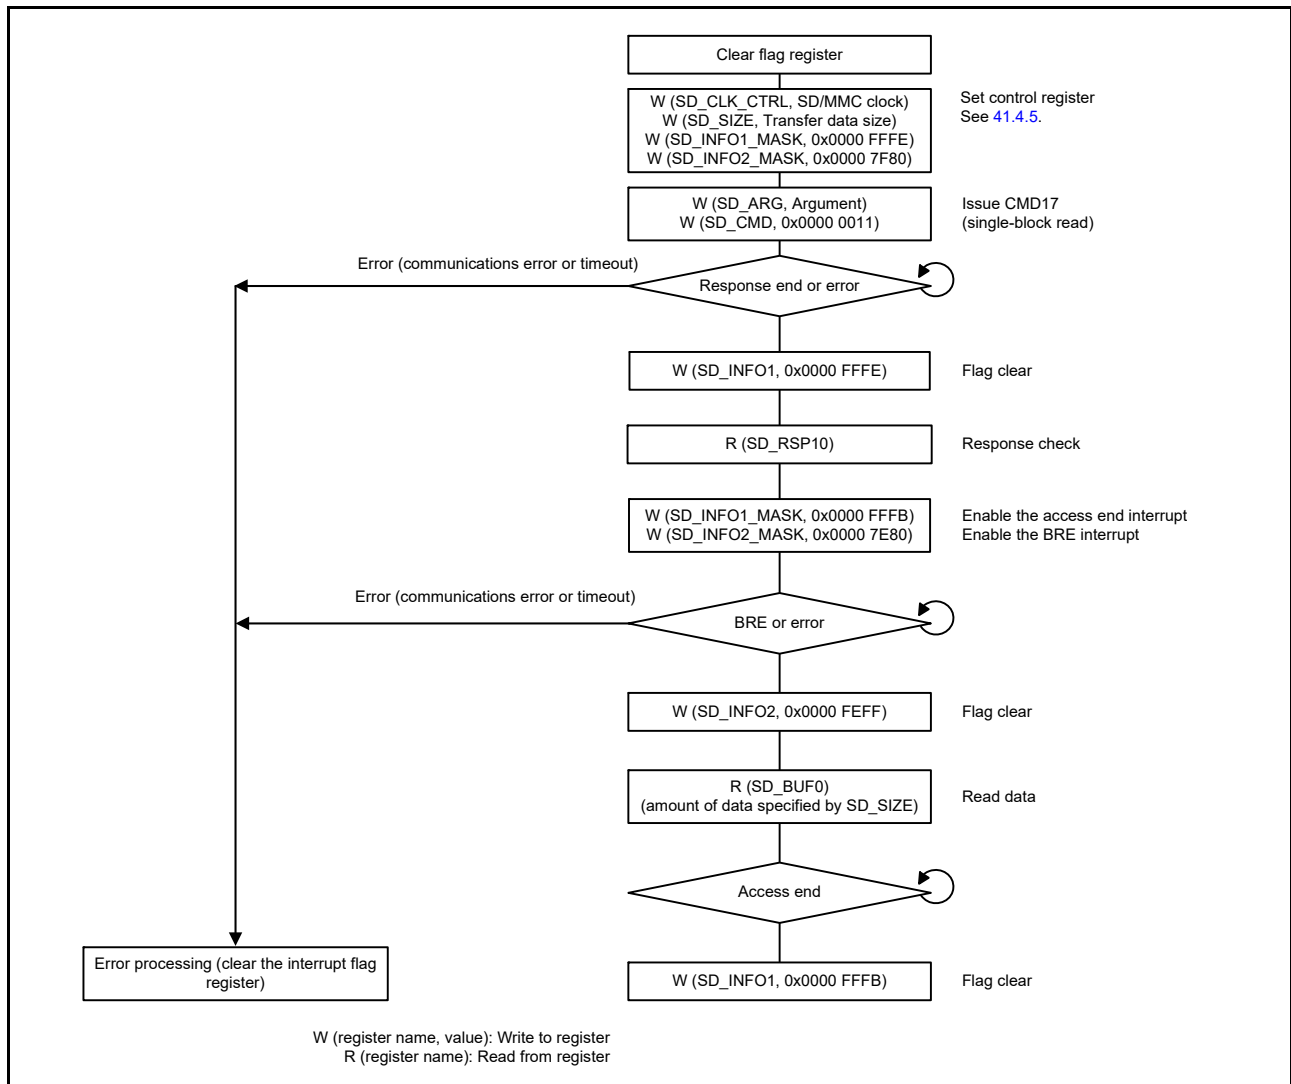 Clear flag register
W (SD_CLK_CTRL, SD/MMC clock)
W (SD_SIZE, Transfer data size)
W (SD_INFO1_MASK, 0x0000 FFFE)
W (SD_INFO2_MASK, 0x0000 7F80)
Set control register
See 41.4.5.
W (SD_ARG, Argument)
W (SD_CMD, 0x0000 0011)
Issue CMD17
(single-block read)
Error (communications error or timeout)
Response end or error
W (SD_INFO1, 0x0000 FFFE)
Flag clear
R (SD_RSP10)
Response check
W (SD_INFO1_MASK, 0x0000 FFFB)
W (SD_INFO2_MASK, 0x0000 7E80)
Enable the access end interrupt
Enable the BRE interrupt
Error (communications error or timeout)
BRE or error
W (SD_INFO2, 0x0000 FEFF)
Flag clear
R (SD_BUF0)
(amount of data specified by SD_SIZE)
Read data
Access end
Error processing (clear the interrupt flag
register)
W (SD_INFO1, 0x0000 FFFB)
Flag clear
W (register name, value): Write to register
R (register name): Read from register